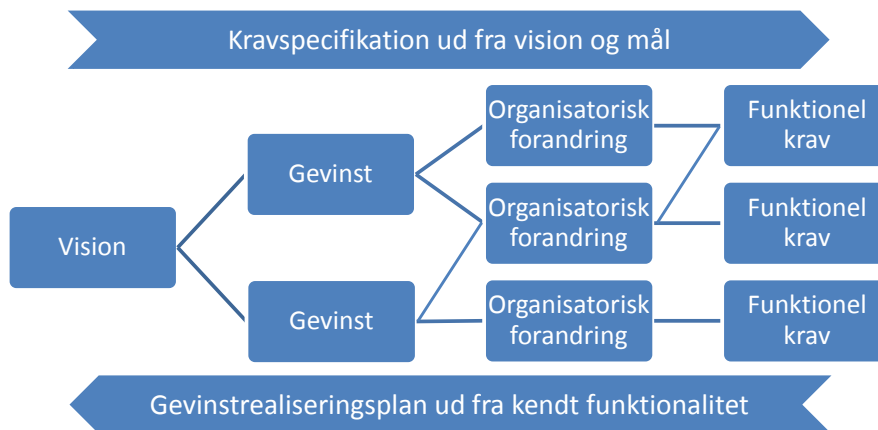 Kravspecifikation ud fra vision og mål
Organisatorisk
forandring
Funktionel
krav
Gevinst
Organisatorisk
forandring
Funktionel
krav
Vision
Gevinst
Organisatorisk
forandring
Funktionel
krav
Gevinstrealiseringsplan ud fra kendt funktionalitet